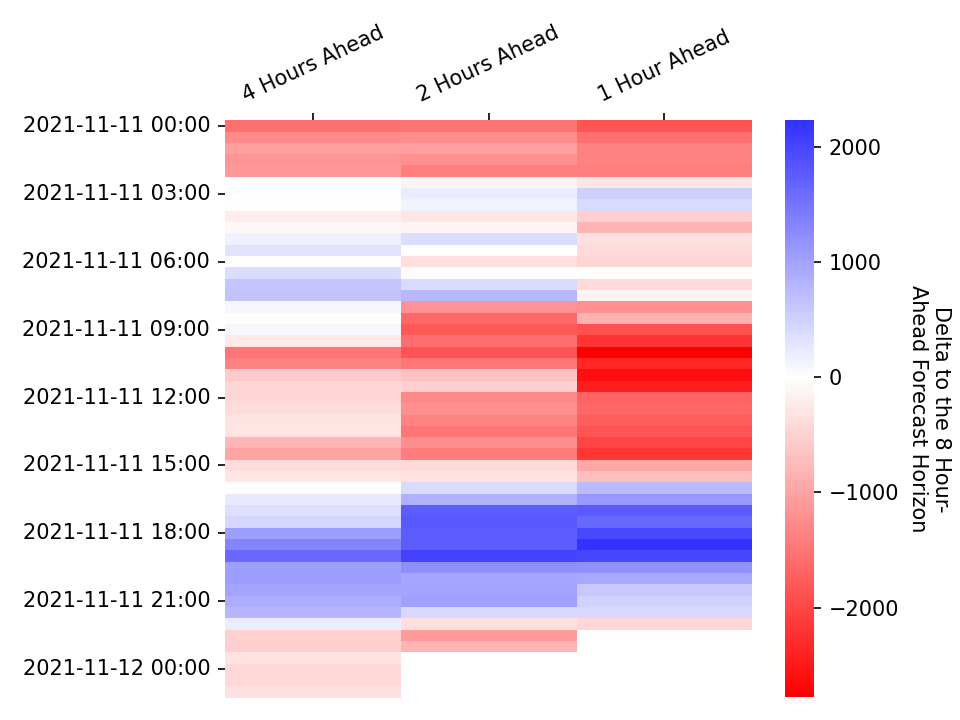 4 Hours Ahead
2 Hours Ahead
1 Hour Ahead
2021-11-11 00:00
2021-11-11 03:00
2021-11-11 06:00
2021-11-11 09:00
2021-11-11 12:00
2021-11-11 15:00
2021-11-11 18:00
2021-11-11 21:00
2021-11-12 00:00
2000
1000
0
−1000
−2000
Delta to the 8 Hour-
Ahead Forecast Horizon